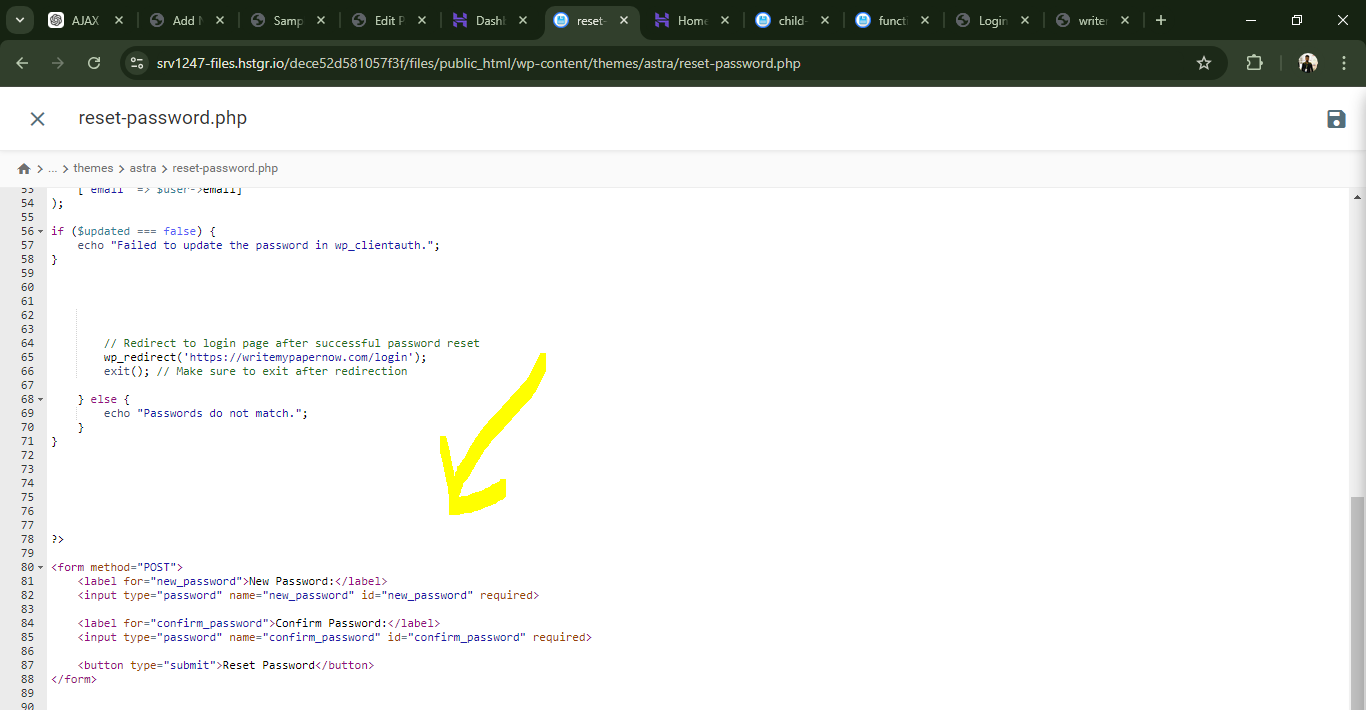 AJAX
Add
Samp
Edit P
Dashb
reset-
Home
child-
functi
Login
writer
srv1247-files.hstgr.io/dece52d581057f3f/files/public_html/wp-content/themes/astra/reset-password.php
reset-password.php
... themes astra reset-password.php
53 ['email' => $user->email]
54 );
55
56 if ($updated === false) {
57 echo "Failed to update the password in wp_clientauth.";
58 }
59
60
61
62
63
64 // Redirect to login page after successful password reset
65 wp_redirect('https://writemypapernow.com/login');
66 exit(); // Make sure to exit after redirection
67
68 } else {
69 echo "Passwords do not match.";
70 }
71 }
72
73
74
75
76
77
78 ?>
79
80 <form method="POST">
81 <label for="new_password">New Password:</label>
82 <input type="password" name="new_password" id="new_password" required>
83
84 <label for="confirm_password">Confirm Password:</label>
85 <input type="password" name="confirm_password" id="confirm_password" required>
86
87 <button type="submit">Reset Password</button>
88 </form>
89
90